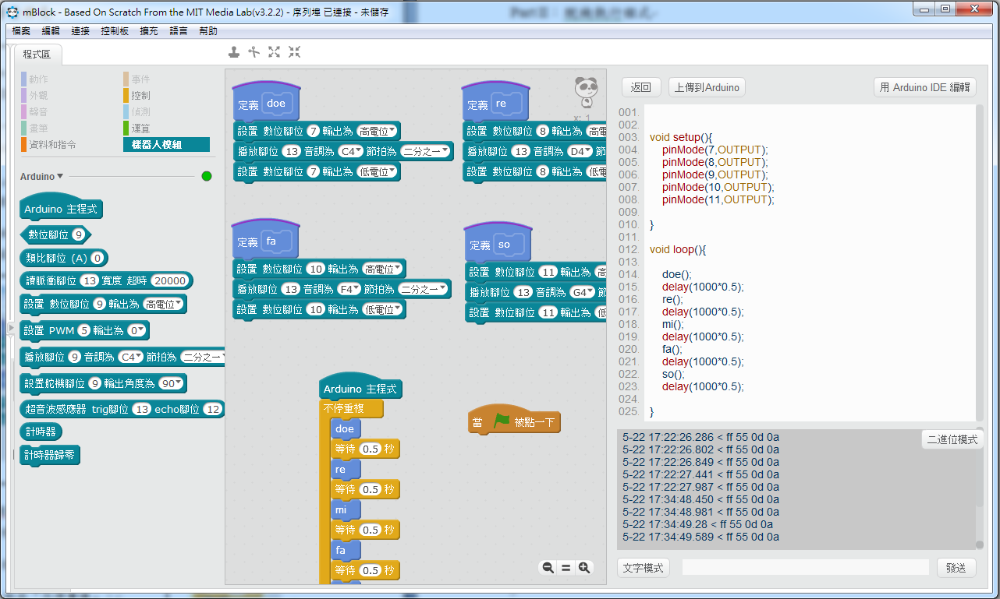 mBlock - Based On Scratch From the MIT Media Lab(v3.2.2) - 序列埠 已連接 - 未儲存
檔案 編輯 連接 控制板 擴充 語言 幫助
程式區
動作 事件
外觀 控制
聲音 偵測
畫筆 運算
資料和指令 機器人模組
Arduino
Arduino 主程式
數位腳位 9
類比腳位 (A) 0
讀脈衝腳位 13 寬度 超時 20000
設置 數位腳位 9 輸出為 高電位
設置 PWM 5 輸出為 0
播放腳位 9 音調為 C4 節拍為 二分之一
設置舵機腳位 9 輸出角度為 90
超音波感應器 trig腳位 13 echo腳位 12
計時器
計時器歸零
定義 doe
設置 數位腳位 7 輸出為 高電位
播放腳位 13 音調為 C4 節拍為 二分之一
設置 數位腳位 7 輸出為 低電位
定義 re
設置 數位腳位 8 輸出為 高電
播放腳位 13 音調為 D4 節拍為
設置 數位腳位 8 輸出為 低電
x: 1
定義 fa
設置 數位腳位 10 輸出為 高電位
播放腳位 13 音調為 F4 節拍為 二分之一
設置 數位腳位 10 輸出為 低電位
定義 so
設置 數位腳位 11 輸出為 高
播放腳位 13 音調為 G4 節
設置 數位腳位 11 輸出為 低
Arduino 主程式
不停重複
doe
等待 0.5 秒
re
等待 0.5 秒
mi
等待 0.5 秒
fa
等待 0.5 秒
當 被點一下
返回 上傳到Arduino 用 Arduino IDE 編輯
001.
002.
003. void setup(){
004. pinMode(7,OUTPUT);
005. pinMode(8,OUTPUT);
006. pinMode(9,OUTPUT);
007. pinMode(10,OUTPUT);
008. pinMode(11,OUTPUT);
009.
010. }
011.
012. void loop(){
013.
014. doe();
015. delay(1000*0.5);
016. re();
017. delay(1000*0.5);
018. mi();
019. delay(1000*0.5);
020. fa();
021. delay(1000*0.5);
022. so();
023. delay(1000*0.5);
024.
025. }
二進位模式
5-22 17:22:26.286 < ff 55 0d 0a
5-22 17:22:26.802 < ff 55 0d 0a
5-22 17:22:26.849 < ff 55 0d 0a
5-22 17:22:27.441 < ff 55 0d 0a
5-22 17:22:27.987 < ff 55 0d 0a
5-22 17:34:48.450 < ff 55 0d 0a
5-22 17:34:48.981 < ff 55 0d 0a
5-22 17:34:49.28 < ff 55 0d 0a
5-22 17:34:49.589 < ff 55 0d 0a
文字模式 發送